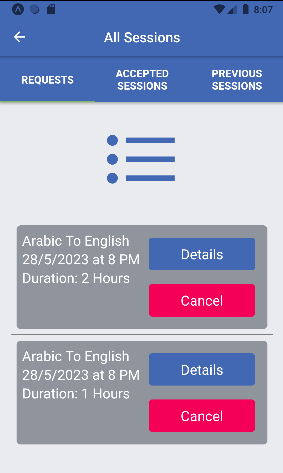 8:07
All Sessions
REQUESTS
ACCEPTED
SESSIONS
PREVIOUS
SESSIONS
Arabic To English
28/5/2023 at 8 PM
Duration: 2 Hours
Details
Cancel
Arabic To English
28/5/2023 at 8 PM
Duration: 1 Hours
Details
Cancel